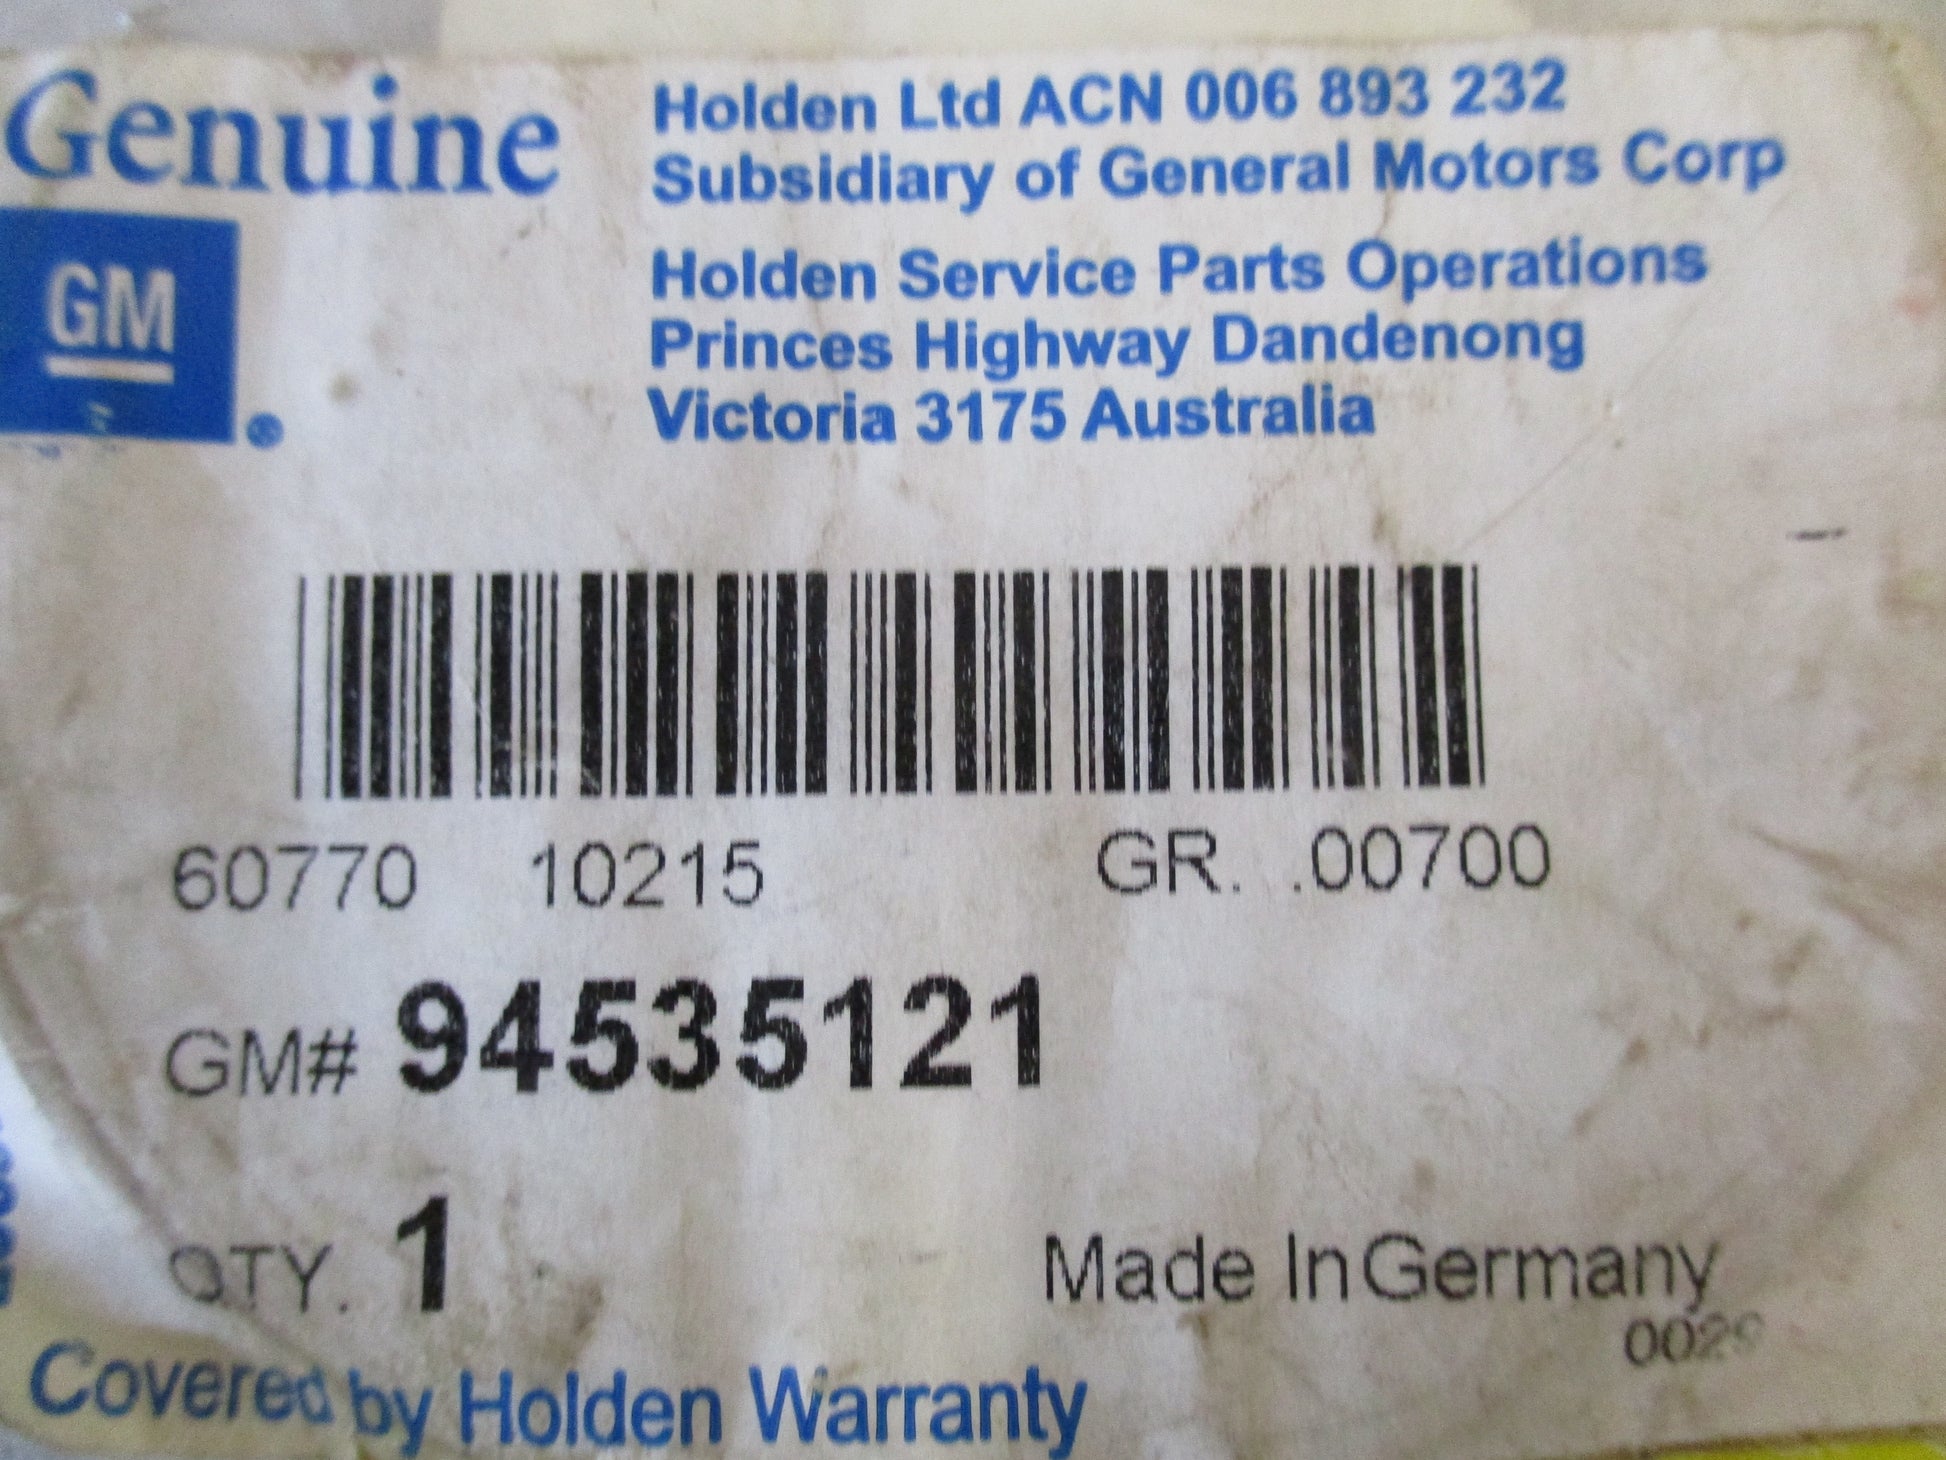 Genuine
GM
®
Holden Ltd ACN 006 893 232
Subsidiary of General Motors Corp
Holden Service Parts Operations
Princes Highway Dandenong
Victoria 3175 Australia
60770 10215 GR. .00700
GM# 94535121
QTY. 1 Made In Germany
Covered by Holden Warranty